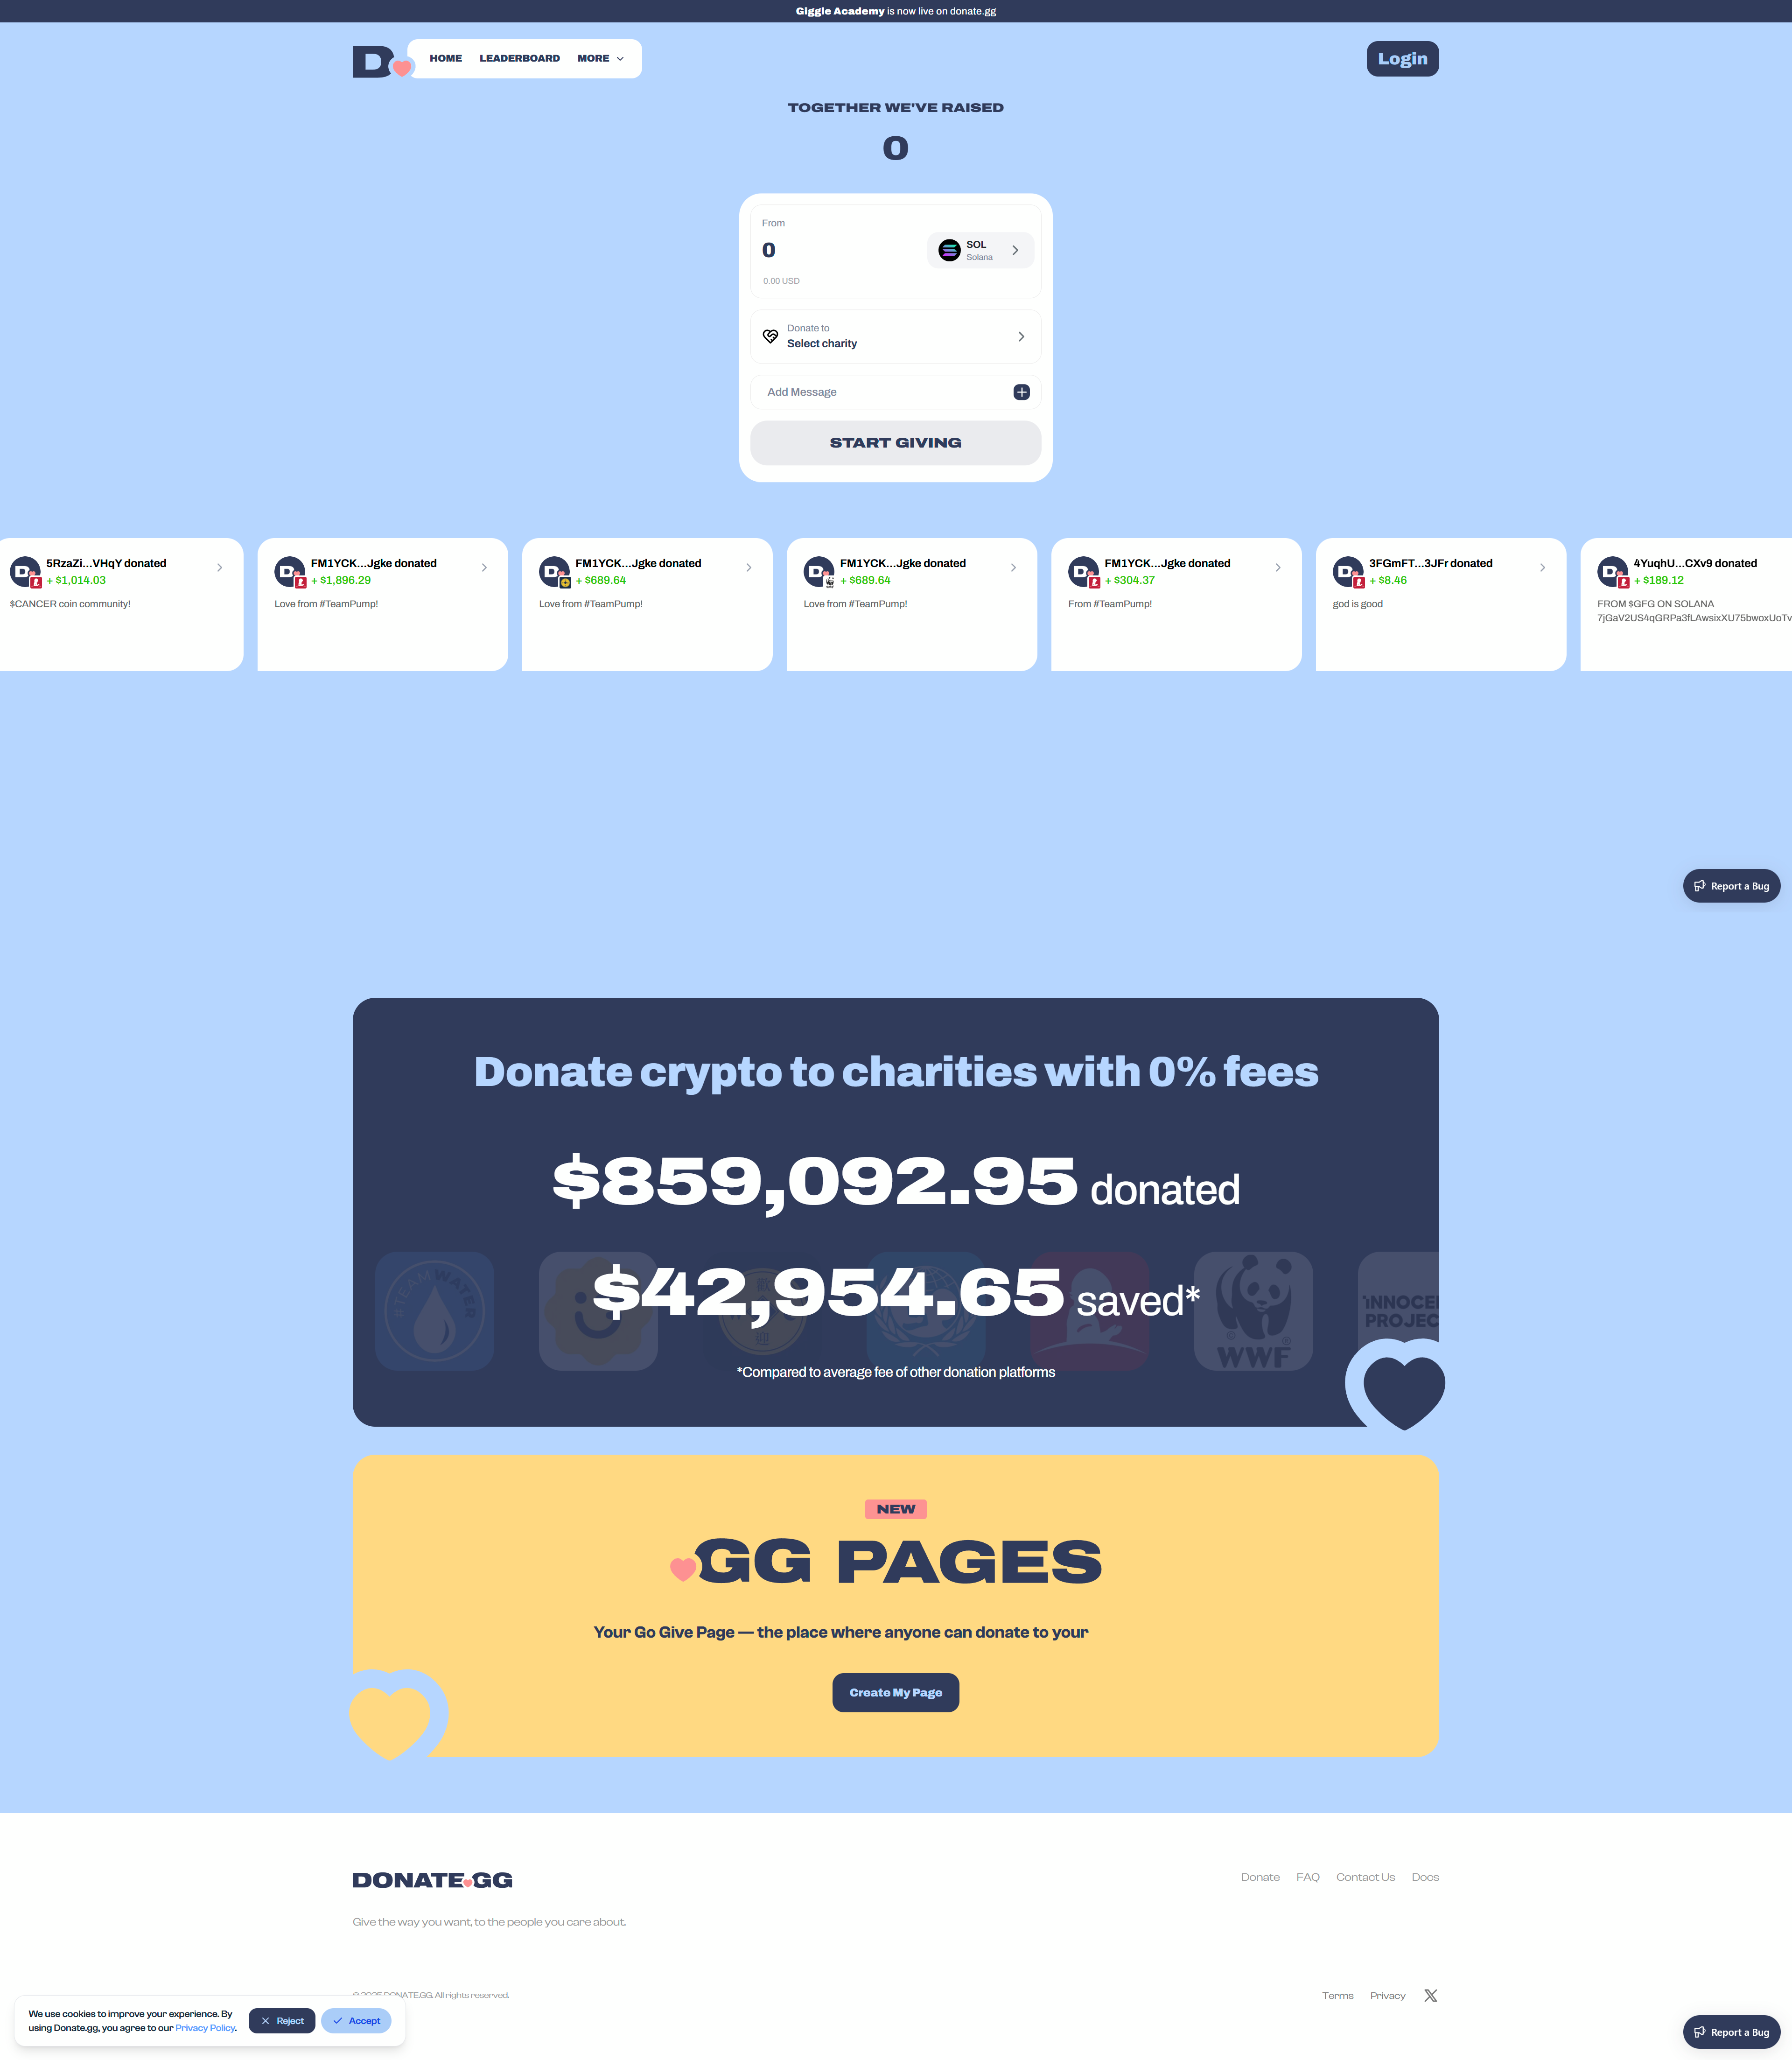 Giggle Academy is now live on donate.gg
D
HOME
LEADERBOARD
MORE
Login
TOGETHER WE'VE RAISED
0
From
0
SOL
Solana
0.00 USD
Donate to
Select charity
Add Message
START GIVING
5RzaZi...VHqY donated
+ $1,014.03
$CANCER coin community!
FM1YCK...Jgke donated
+ $1,896.29
Love from #TeamPump!
FM1YCK...Jgke donated
+ $689.64
Love from #TeamPump!
FM1YCK...Jgke donated
+ $689.64
Love from #TeamPump!
FM1YCK...Jgke donated
+ $304.37
From #TeamPump!
3FGmFT...3JFr donated
+ $8.46
god is good
4YuqhU...CXv9 donated
+ $189.12
FROM $GFG ON SOLANA
7jGaV2US4qGRPa3fLAwsixXU75bwoxUoTv
Report a Bug
Donate crypto to charities with 0% fees
$859,092.95 donated
$42,954.65 saved*
#TEAMWATER
WWF
INNOCE
PROJEC
*Compared to average fee of other donation platforms
NEW
GG PAGES
Your Go Give Page — the place where anyone can donate to your
Create My Page
DONATE GG
Donate
FAQ
Contact Us
Docs
Give the way you want, to the people you care about.
© 2025 DONATE.GG. All rights reserved.
Terms
Privacy
We use cookies to improve your experience. By
using Donate.gg, you agree to our Privacy Policy.
Reject
Accept
Report a Bug